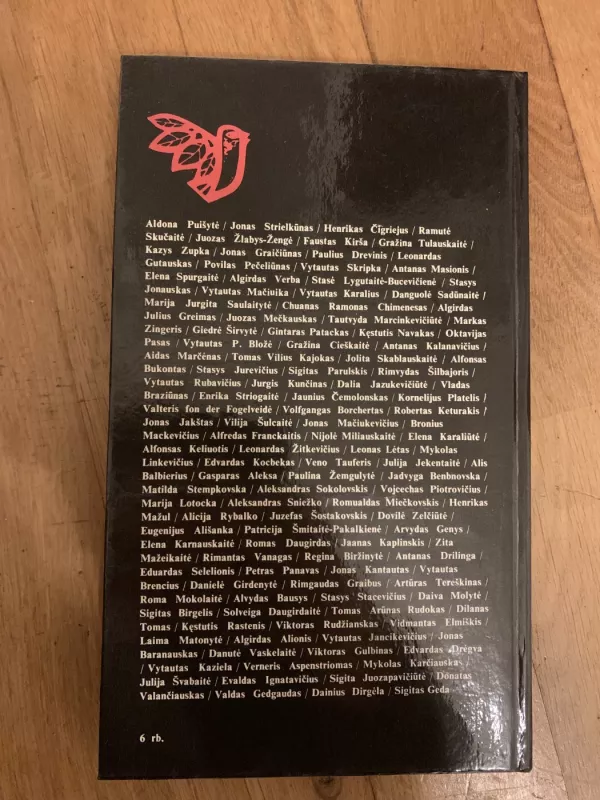 Aldona Puišytė / Jonas Strielkūnas / Henrikas Čigriejus / Ramutė
Skučaitė / Juozas Žlabys-Žengė / Faustas Kirša / Gražina Tulauskaitė /
Kazys Zupka / Jonas Graičiūnas / Paulius Drevinis / Leonardas
Gutauskas / Povilas Pečeliūnas / Vytautas Skripka / Antanas Masionis /
Elena Spurgaitė / Algirdas Verba / Stasė Lygutaitė-Bucevičienė / Stasys
Jonauskas / Vytautas Mačiuika / Vytautas Karalius / Danguolė Sadūnaitė /
Marija Jurgita Saulaitytė / Chuanas Ramonas Chimenesas / Algirdas
Julius Greimas / Juozas Mečkauskas / Tautvyda Marcinkevičiūtė / Markas
Zingeris / Giedrė Širvytė / Gintaras Patackas / Kęstutis Navakas / Oktavijas
Pasas / Vytautas P. Bložė / Gražina Cieškaitė / Antanas Kalanavičius /
Aidas Marčėnas / Tomas Vilius Kajokas / Jolita Skablauskaitė / Alfonsas
Bukontas / Stasys Jurevičius / Sigitas Parulskis / Rimvydas Šilbajoris /
Vytautas Rubavičius / Jurgis Kunčinas / Dalia Jazukevičiūtė / Vladas
Braziūnas / Enrika Striogaitė / Jaunius Čemolonskas / Kornelijus Platelis /
Valteris fon der Fogelveidė / Volfgangas Borchertas / Robertas Keturakis /
Jonas Jakštas / Vilija Šulcaitė / Jonas Mačiukevičius / Bronius
Mackevičius / Alfredas Franckaitis / Nijolė Miliauskaitė / Elena Karaliūtė /
Alfonsas Keliuotis / Leonardas Žitkevičius / Leonas Lėtas / Mykolas
Linkevičius / Edvardas Kocbekas / Veno Tauferis / Julija Jekentaitė / Alis
Balbierius / Gasparas Aleksa / Paulina Žemgulytė / Jadvyga Benbnovska /
Matilda Stempkovska / Aleksandras Sokolovskis / Vojcechas Piotrovičius /
Marija Lotocka / Aleksandras Sniežko / Romualdas Miečkovskis / Henrikas
Mažul / Alicija Rybalko / Juzefas Šostakovskis / Dovilė Zelčiūtė /
Eugenijus Ališanka / Patricija Šmitaitė-Pakalkienė / Arvydas Genys /
Elena Karnauskaitė / Romas Daugirdas / Jaanas Kaplinskis / Zita
Mažeikaitė / Rimantas Vanagas / Regina Biržinytė / Antanas Drilinga /
Eduardas Selelionis / Petras Panavas / Jonas Kantautas / Vytautas
Brencius / Danielė Girdenytė / Rimgaudas Graibus / Artūras Tereškinas /
Roma Mokolaitė / Alvydas Bausys / Stasys Stacevičius / Daiva Molytė /
Sigitas Birgelis / Solveiga Daugirdaitė / Tomas Arūnas Rudokas / Dilanas
Tomas / Kęstutis Rastenis / Viktoras Rudžianskas / Vidmantas Elmiškis /
Laima Matonytė / Algirdas Alionis / Vytautas Jancikevičius / Jonas
Baranauskas / Danutė Vaskelaitė / Viktoras Gulbinas / Edvardas Drėgva
/ Vytautas Kaziela / Verneris Aspenstriomas / Mykolas Karčiauskas /
Julija Švabaitė / Evaldas Ignatavičius / Sigita Juozapavičiūtė / Donatas
Valančiauskas / Valdas Gedgaudas / Dainius Dirgėla / Sigitas Geda
6 rb.